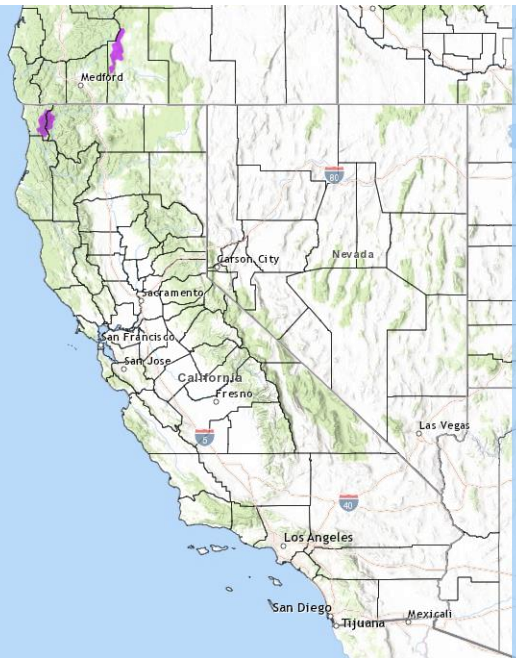 Medford
80
Carson City
Nevada
Sacramento
San Francisco
San Jose
California
Fresno
5
Las Vegas
40
Los Angeles
San Diego
Tijuana
Mexicali